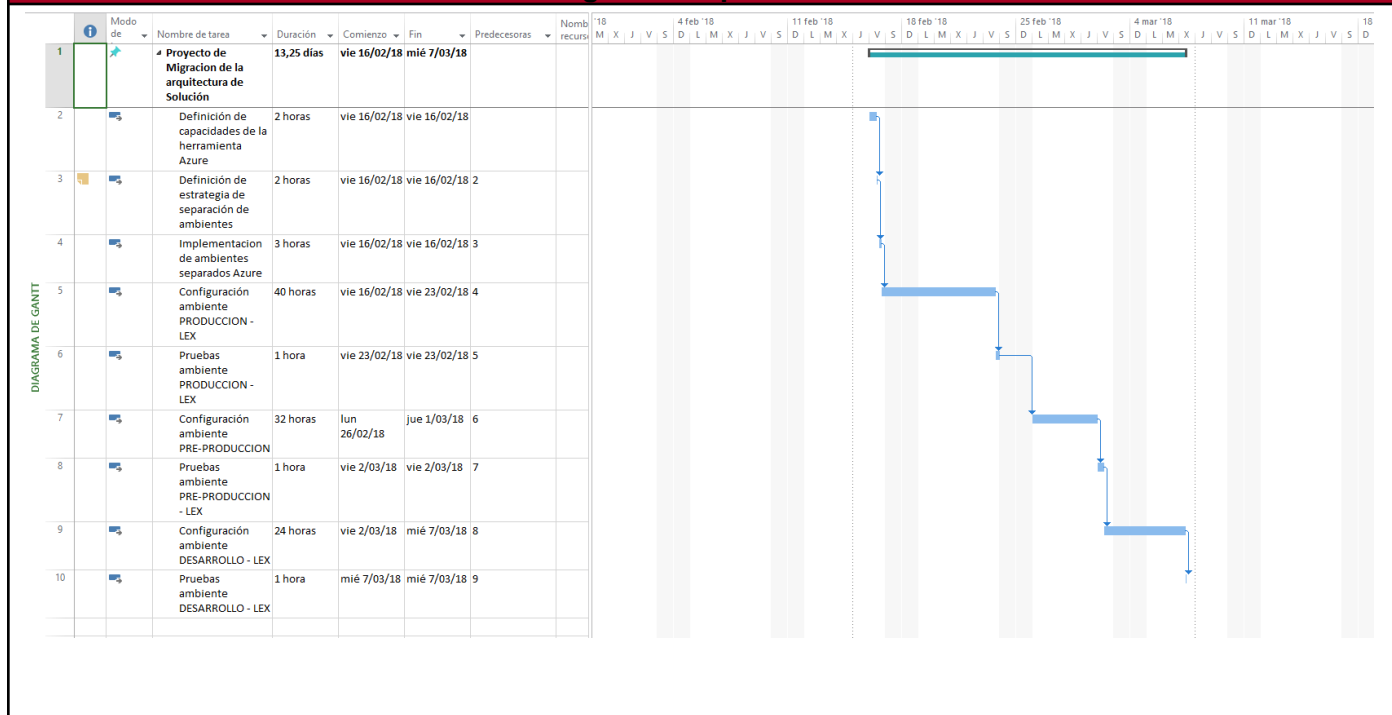 Modo de Nombre de tarea Duración Comienzo Fin Predecesoras Nomb recurs
'18 4 feb '18 11 feb '18 18 feb '18 25 feb '18 4 mar '18 11 mar '18 18
M X J V S D L M X J V S D L M X J V S D L M X J V S D L M X J V S D L M X J V S D
DIAGRAMA DE GANTT
1 Proyecto de 13,25 días vie 16/02/18 mié 7/03/18
Migracion de la
arquitectura de
Solución
2 Definición de 2 horas vie 16/02/18 vie 16/02/18
capacidades de la
herramienta
Azure
3 Definición de 2 horas vie 16/02/18 vie 16/02/18 2
estrategia de
separación de
ambientes
4 Implementacion 3 horas vie 16/02/18 vie 16/02/18 3
de ambientes
separados Azure
5 Configuración 40 horas vie 16/02/18 vie 23/02/18 4
ambiente
PRODUCCION -
LEX
6 Pruebas 1 hora vie 23/02/18 vie 23/02/18 5
ambiente
PRODUCCION -
LEX
7 Configuración 32 horas lun jue 1/03/18 6
ambiente 26/02/18
PRE-PRODUCCION
8 Pruebas 1 hora vie 2/03/18 vie 2/03/18 7
ambiente
PRE-PRODUCCION
- LEX
9 Configuración 24 horas vie 2/03/18 mié 7/03/18 8
ambiente
DESARROLLO - LEX
10 Pruebas 1 hora mié 7/03/18 mié 7/03/18 9
ambiente
DESARROLLO - LEX